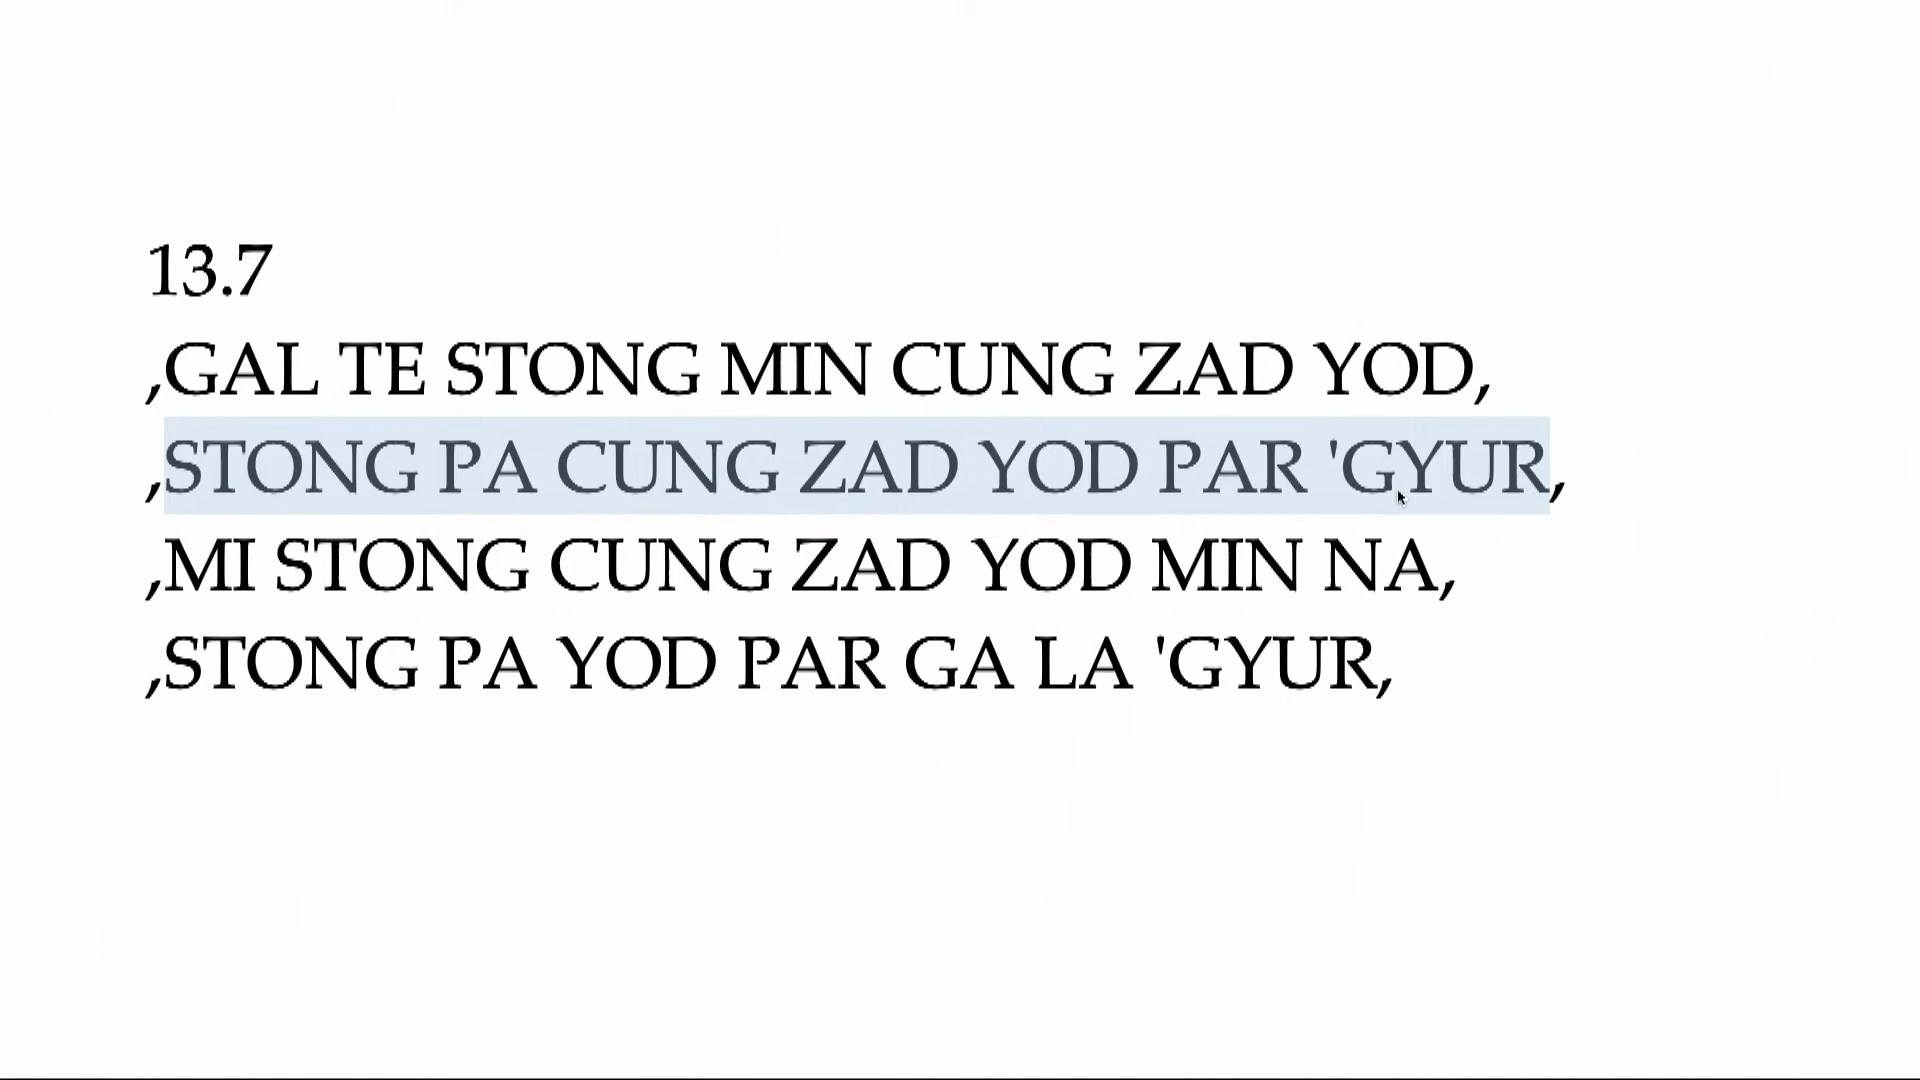 13.7
,GAL TE STONG MIN CUNG ZAD YOD,
,STONG PA CUNG ZAD YOD PAR 'GYUR,
,MI STONG CUNG ZAD YOD MIN NA,
,STONG PA YOD PAR GA LA 'GYUR,